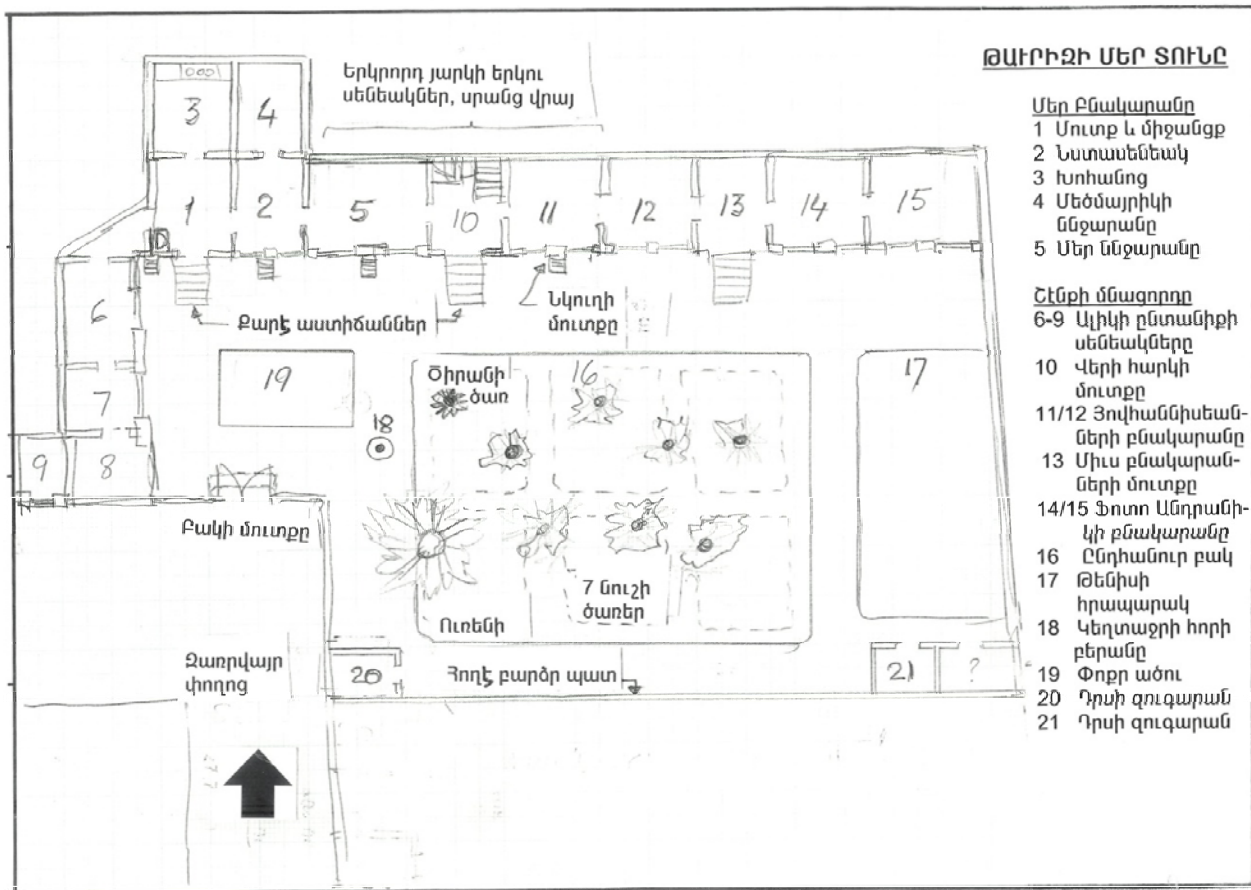 ԹԱՒՐԻԶԻ ՄԵՐ ՏՈՒՆԸ
Մեր Բնակարանը
1 Մուտք և միջանցք
2 Նստասենեակ
3 Խոհանոց
4 Մեծմայրիկի
ննջարանը
5 Մեր ննջարանը
Շէնքի մնացորդը
6-9 Ալիկի ընտանիքի
սենեակները
10 Վերի հարկի
մուտքը
11/12 Յովհաննիսեան-
ների բնակարանը
13 Միւս բնակարան-
ների մուտքը
14/15 Ֆոտո Անդրանի-
կի բնակարանը
16 Ընդհանուր բակ
17 Թենիսի
հրապարակ
18 Կեղտաջրի հորի
բերանը
19 Փոքր ածու
20 Դրսի զուգարան
21 Դրսի զուգարան
Երկրորդ յարկի երկու
սենեակներ, սրանց վրայ
3
4
1
2
5
10
11
12
13
14
15
Նկուղի
մուտքը
Քարէ աստիճաններ
6
7
8
9
19
18
16
17
Ծիրանի
ծառ
Բակի մուտքը
7 նուշի
ծառեր
Ուռենի
Զառրվայր
փողոց
20
Հողէ բարձր պատ
21
?